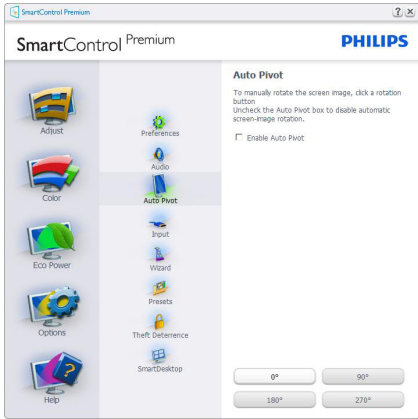 SmartControl Premium
? ×
SmartControl Premium
PHILIPS
Adjust
Color
Eco Power
Options
Help
Preferences
Audio
Auto Pivot
Input
Wizard
Presets
Theft Deterrence
SmartDesktop
Auto Pivot
To manually rotate the screen image, click a rotation
button
Uncheck the Auto Pivot box to disable automatic
screen-image rotation.
Enable Auto Pivot
0° 90°
180° 270°